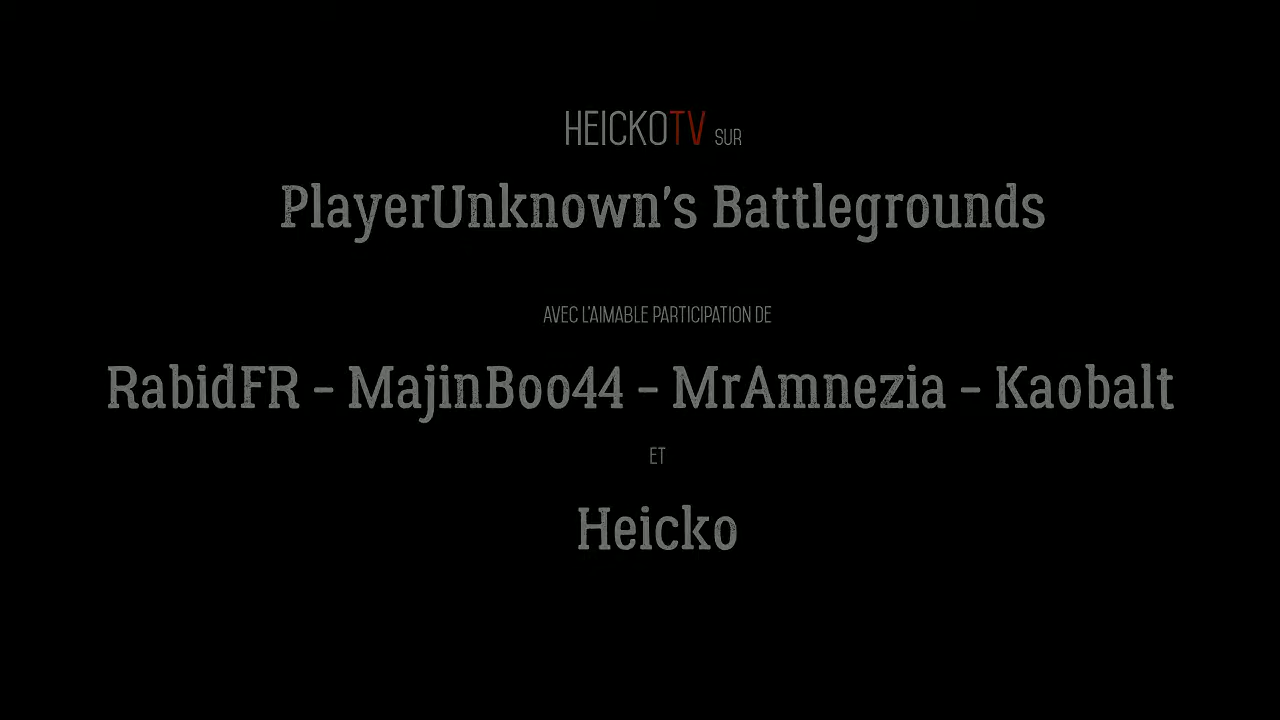 HEICKOTV SUR
PlayerUnknown's Battlegrounds
AVEC L'AIMABLE PARTICIPATION DE
RabidFR - MajinBoo44 - MrAmnezia - Kaobalt
ET
Heicko